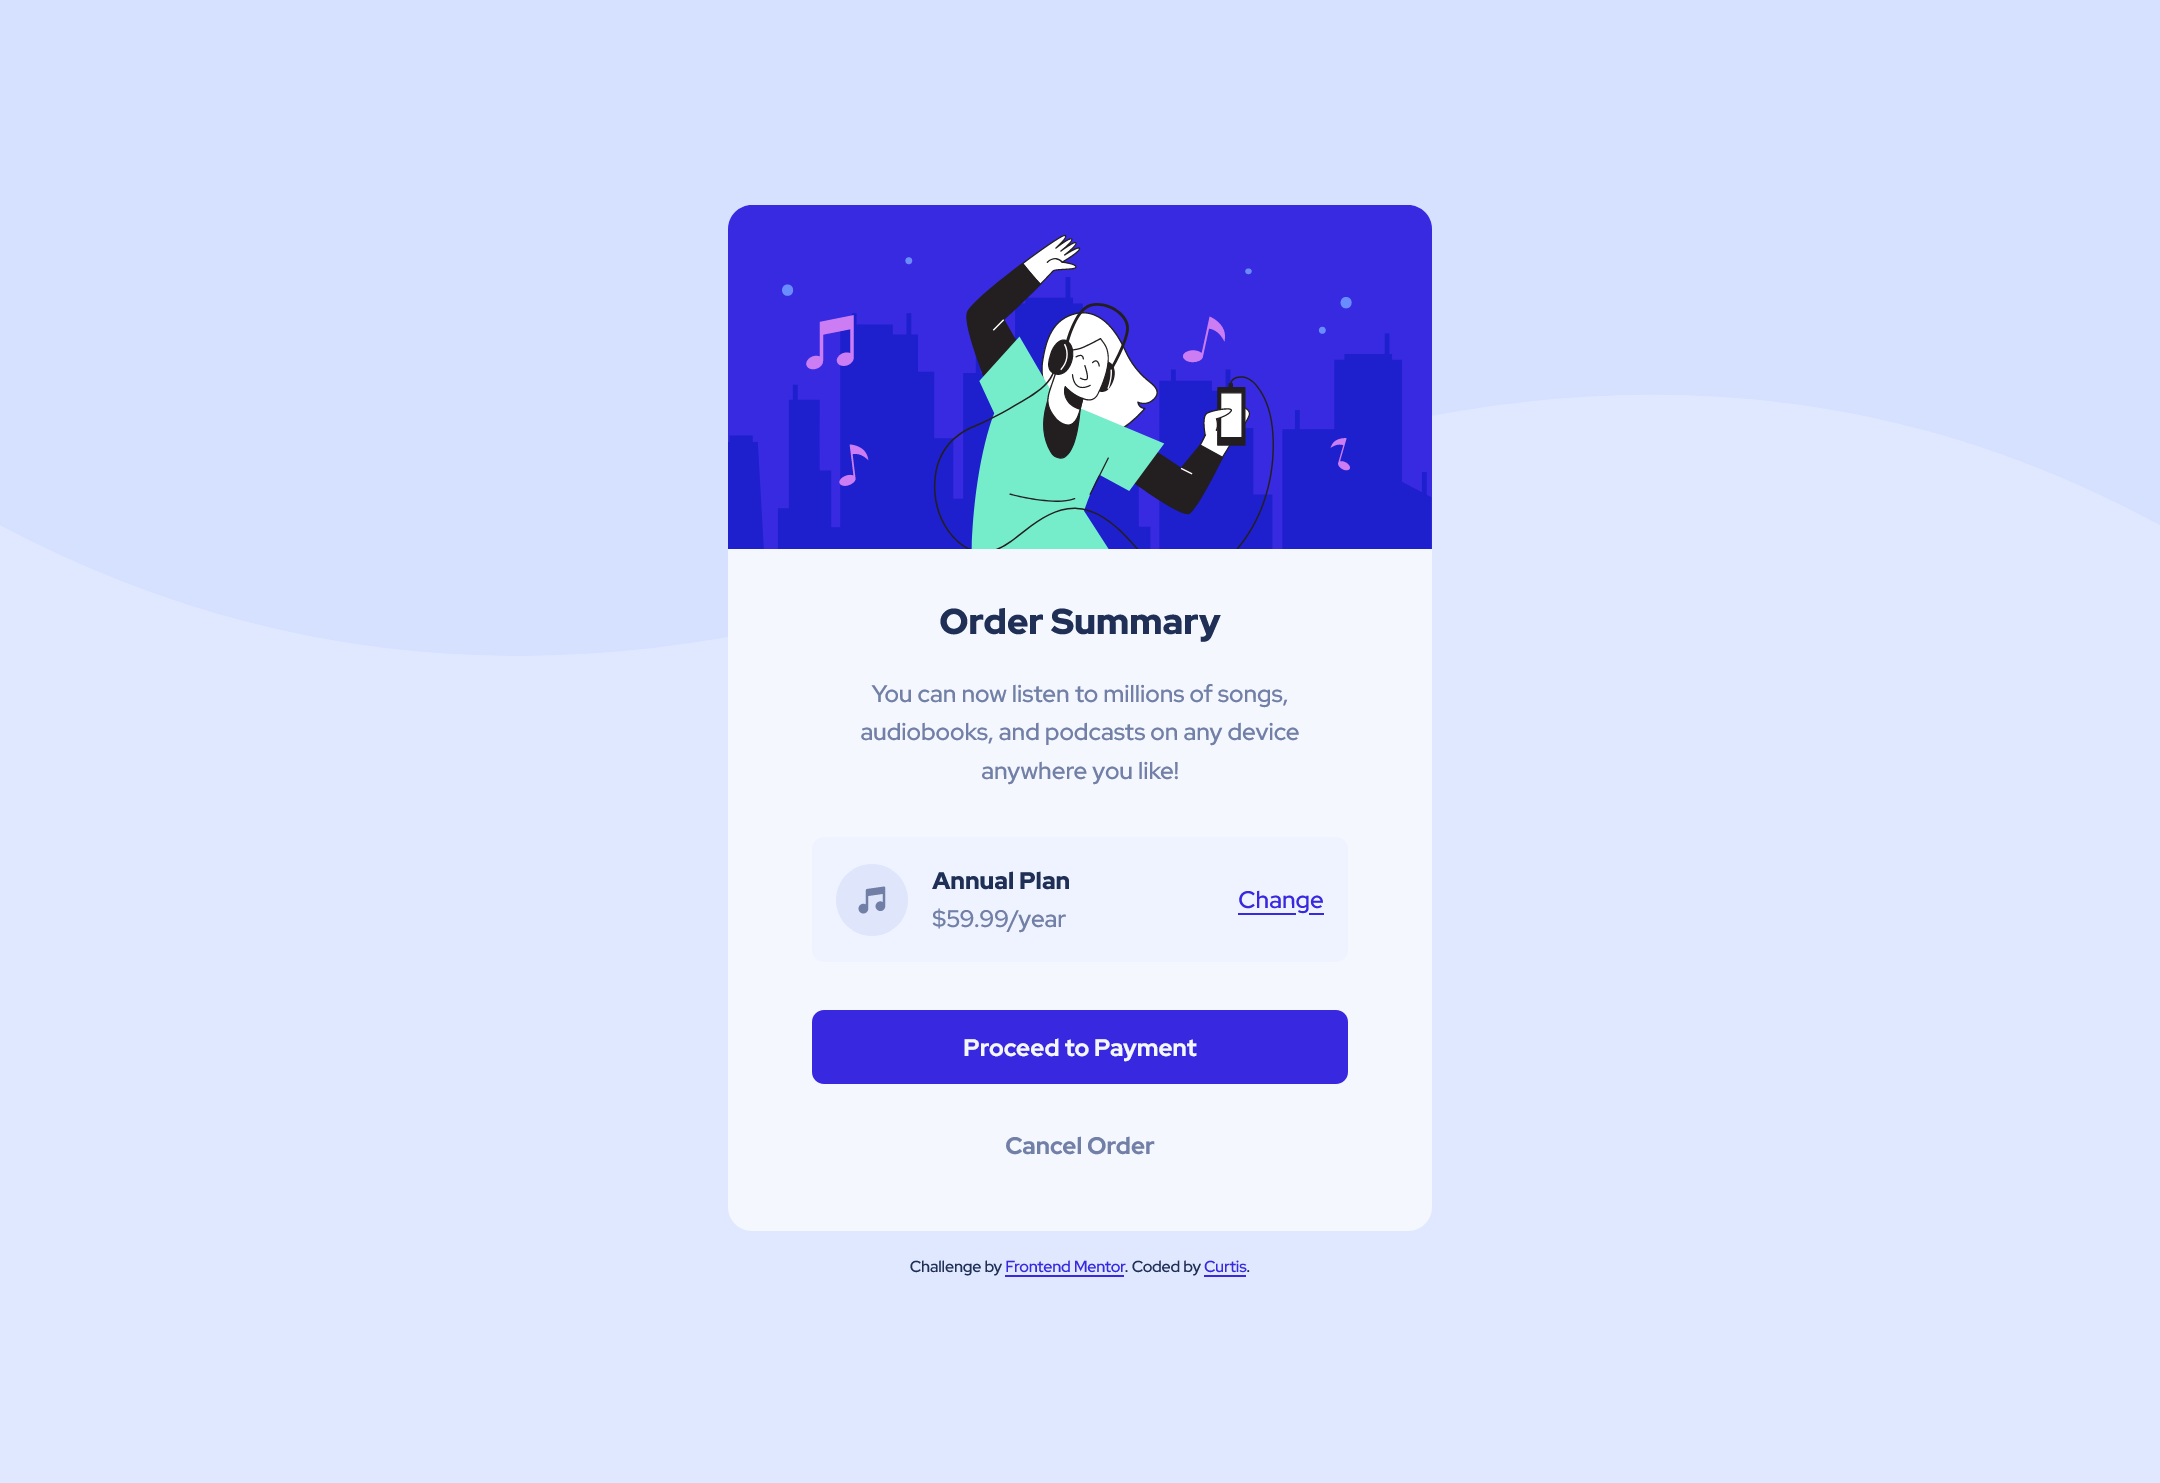 Order Summary
You can now listen to millions of songs,
audiobooks, and podcasts on any device
anywhere you like!
Annual Plan
$59.99/year
Change
Proceed to Payment
Cancel Order
Challenge by Frontend Mentor. Coded by Curtis.